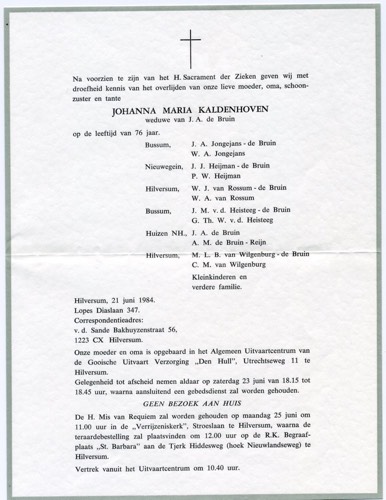 Na voorzien te zijn van het H. Sacrament der Zieken geven wij met
droefheid kennis van het overlijden van onze lieve moeder, oma, schoon-
zuster en tante
JOHANNA MARIA KALDENHOVEN
weduwe van J. A. de Bruin
op de leeftijd van 76 jaar.
Bussum, J. A. Jongejans - de Bruin
W. A. Jongejans
Nieuwegein, J. J. Heijman - de Bruin
P. W. Heijman
Hilversum, W. J. van Rossum - de Bruin
W. A. van Rossum
Bussum, J. M. v. d. Heisteeg - de Bruin
G. Th. W. v. d. Heisteeg
Huizen NH., J. A. de Bruin
A. M. de Bruin - Reijn
Hilversum, M. L. B. van Wilgenburg - de Bruin
C. M. van Wilgenburg
Kleinkinderen en
verdere familie.
Hilversum, 21 juni 1984.
Lopes Diaslaan 347.
Correspondentieadres:
v. d. Sande Bakhuyzenstraat 56,
1223 CX Hilversum.
Onze moeder en oma is opgebaard in het Algemeen Uitvaartcentrum van
de Gooische Uitvaart Verzorging „Den Hull”, Utrechtseweg 11 te
Hilversum.
Gelegenheid tot afscheid nemen aldaar op zaterdag 23 juni van 18.15 tot
18.45 uur, waarna aansluitend een gebedsdienst zal worden gehouden.
GEEN BEZOEK AAN HUIS
De H. Mis van Requiem zal worden gehouden op maandag 25 juni om
11.00 uur in de „Verrijzeniskerk”, Stroeslaan te Hilversum, waarna de
teraardebestelling zal plaatsvinden om 12.00 uur op de R.K. Begraaf-
plaats „St. Barbara” aan de Tjerk Hiddesweg (hoek Nieuwlandseweg) te
Hilversum.
Vertrek vanuit het Uitvaartcentrum om 10.40 uur.